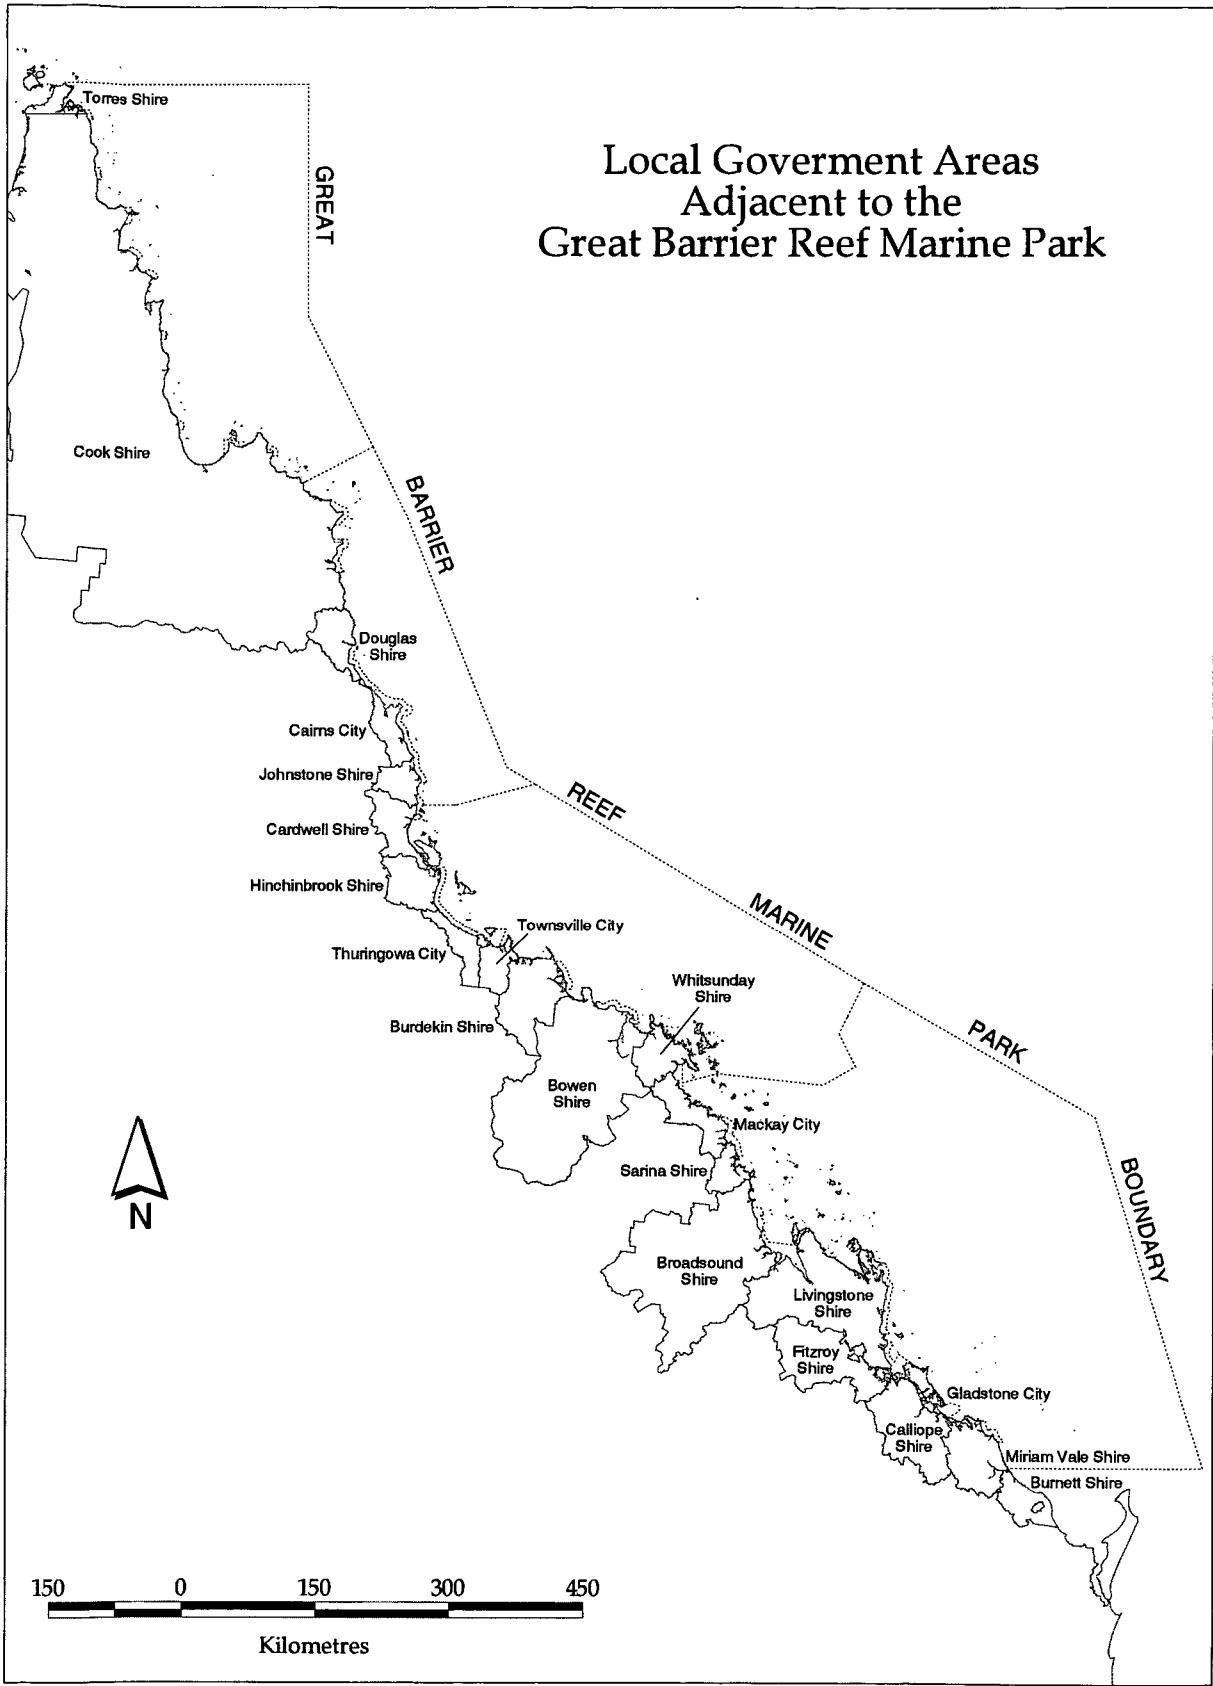 Torres Shire
Local Goverment Areas
Adjacent to the
Great Barrier Reef Marine Park
GREAT
Cook Shire
BARRIER
Douglas
Shire
Cairns City
Johnstone Shire
REEF
Cardwell Shire
Hinchinbrook Shire
MARINE
Townsville City
Thuringowa City
Whitsunday
Shire
Burdekin Shire
PARK
Bowen
Shire
Mackay City
Sarina Shire
BOUNDARY
N
Broadsound
Shire
Livingstone
Shire
Fitzroy
Shire
Gladstone City
Calliope
Shire
Miriam Vale Shire
Burnett Shire
150 0 150 300 450
Kilometres